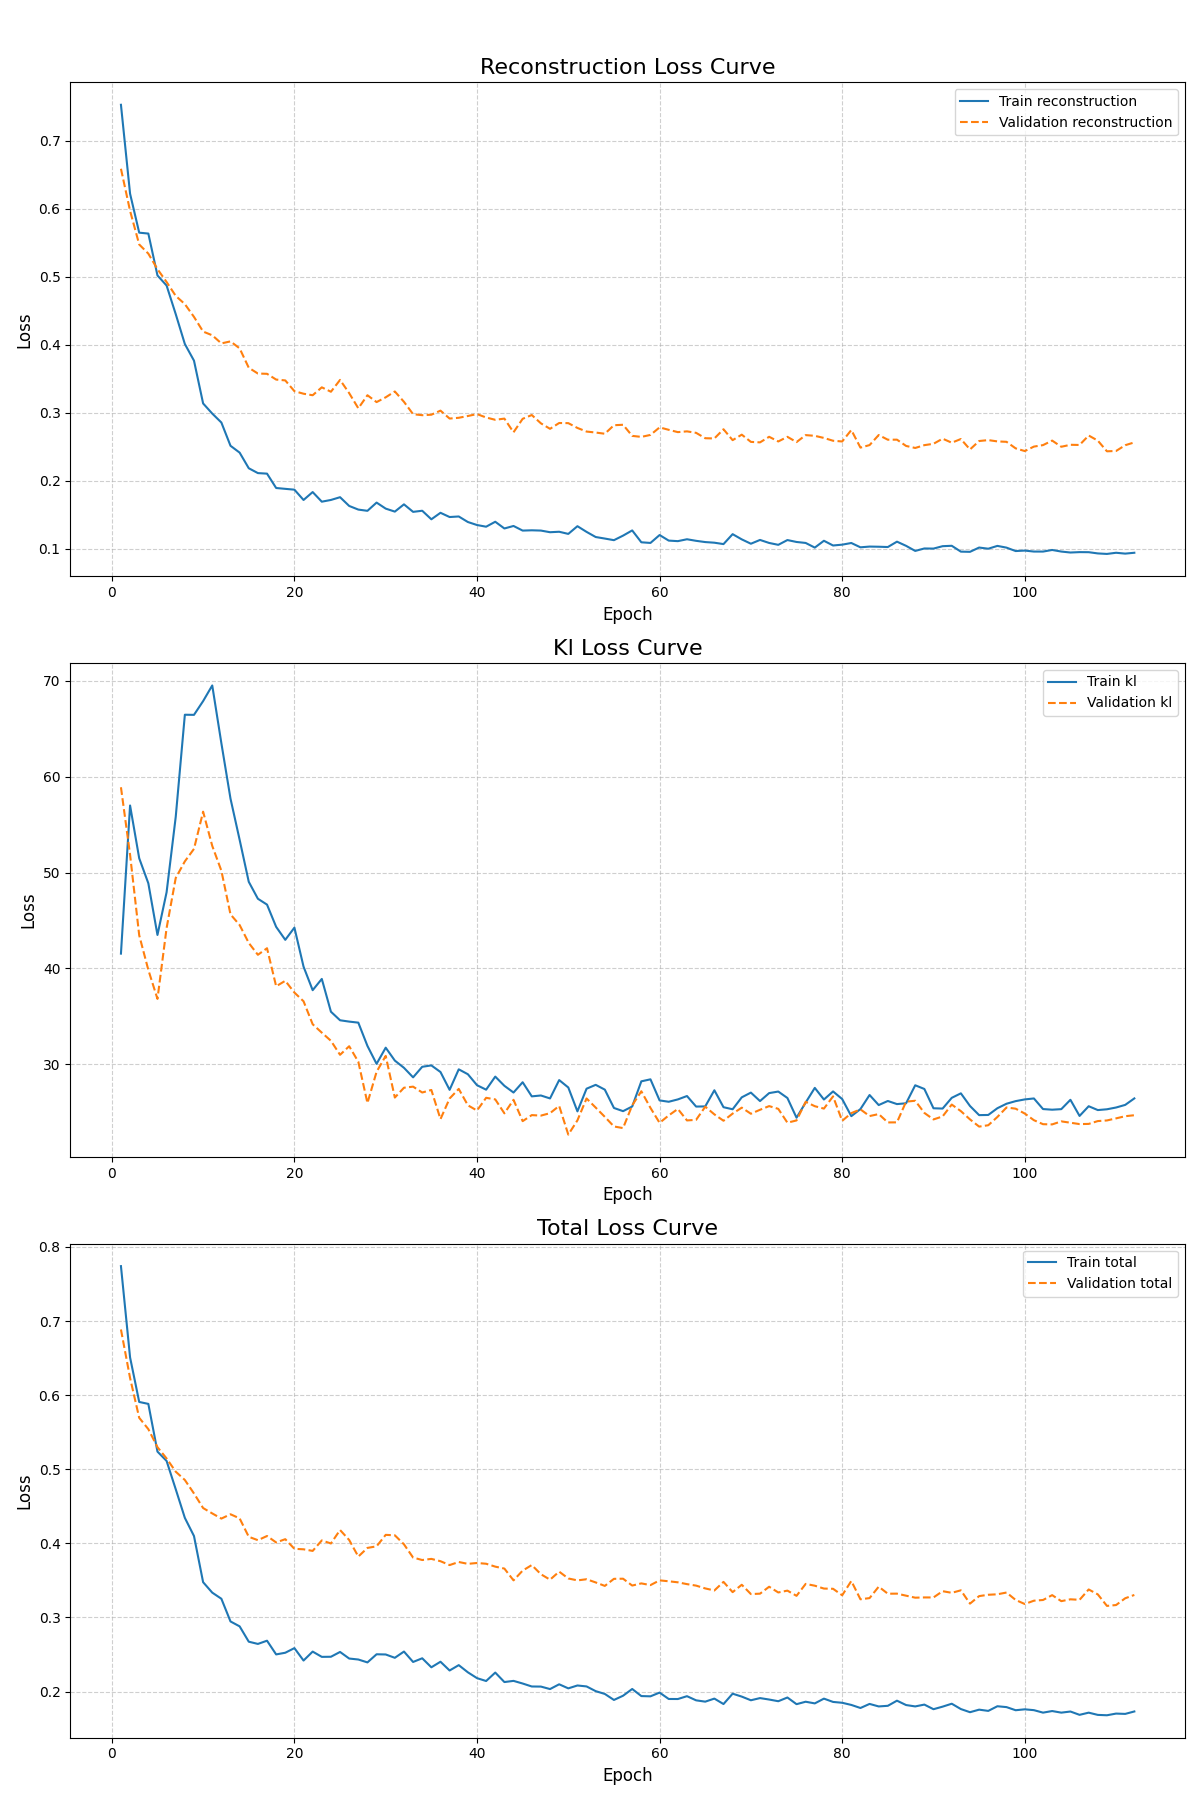 Reconstruction Loss Curve
Loss
0.7
0.6
0.5
0.4
0.3
0.2
0.1
Train reconstruction
Validation reconstruction
0 20 40 60 80 100
Epoch
Kl Loss Curve
Loss
70
60
50
40
30
Train kl
Validation kl
0 20 40 60 80 100
Epoch
Total Loss Curve
Loss
0.8
0.7
0.6
0.5
0.4
0.3
0.2
Train total
Validation total
0 20 40 60 80 100
Epoch